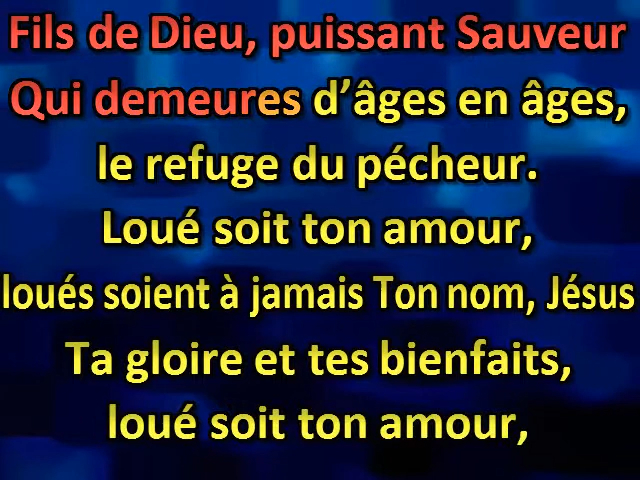 Fils de Dieu, puissant Sauveur
Qui demeures d’âges en âges,
le refuge du pécheur.
Loué soit ton amour,
loués soient à jamais Ton nom, Jésus
Ta gloire et tes bienfaits,
loué soit ton amour,